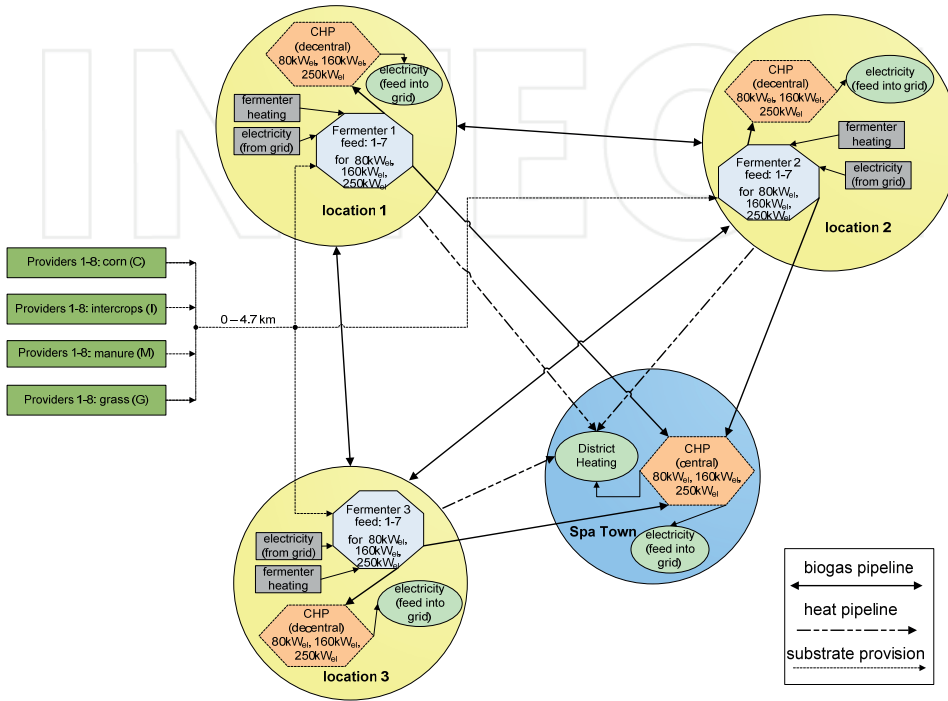 CHP
(decentral)
80kWel, 160kWel,
250kWel
electricity
(feed into
grid)
fermenter
heating
electricity
(from grid)
Fermenter 1
feed: 1-7
for 80kWel,
160kWel,
250kWel
location 1
CHP
(decentral)
80kWel, 160kWel,
250kWel
electricity
(feed into grid)
fermenter
heating
Fermenter 2
feed: 1-7
for 80kWel,
160kWel,
250kWel
electricity
(from grid)
location 2
Providers 1-8: corn (C)
Providers 1-8: intercrops (I)
Providers 1-8: manure (M)
Providers 1-8: grass (G)
0 – 4.7 km
District
Heating
CHP
(central)
80kWel, 160kWel,
250kWel
Spa Town
electricity
(feed into
grid)
Fermenter 3
feed: 1-7
for 80kWel,
160kWel,
250kWel
electricity
(from grid)
fermenter
heating
CHP
(decentral)
80kWel, 160kWel,
250kWel
electricity
(feed into
grid)
location 3
biogas pipeline
heat pipeline
substrate provision